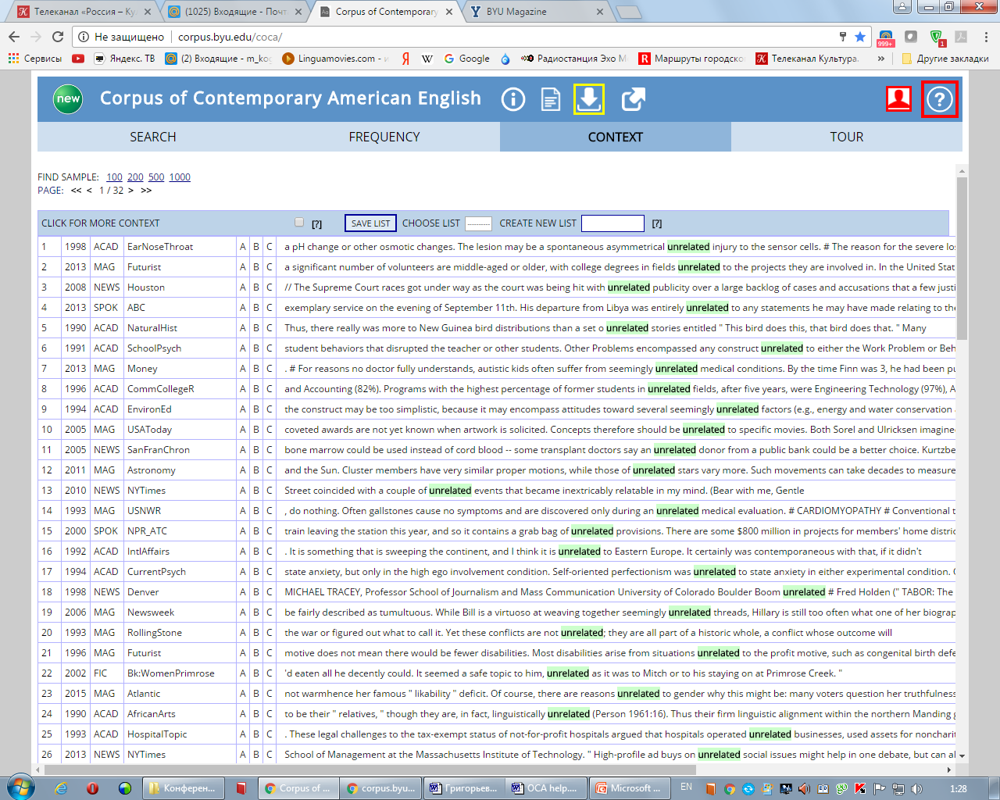 Телеканал «Россия – Ку
(1025) Входящие - Почт
Corpus of Contemporary
BYU Magazine
Не защищено corpus.byu.edu/coca/
999+ 1
Сервисы Яндекс. ТВ (2) Входящие - m_kog Linguamovies.com - и Google Радиостанция Эхо М Маршруты городско Телеканал Культура. » Другие закладки
new Corpus of Contemporary American English
SEARCH FREQUENCY CONTEXT TOUR
FIND SAMPLE: 100 200 500 1000
PAGE: << < 1 / 32 > >>
CLICK FOR MORE CONTEXT [?] SAVE LIST CHOOSE LIST ---------- CREATE NEW LIST [?]
1 1998 ACAD EarNoseThroat A B C a pH change or other osmotic changes. The lesion may be a spontaneous asymmetrical unrelated injury to the sensor cells. # The reason for the severe lo
2 2013 MAG Futurist A B C a significant number of volunteers are middle-aged or older, with college degrees in fields unrelated to the projects they are involved in. In the United Stat
3 2008 NEWS Houston A B C // The Supreme Court races got under way as the court was being hit with unrelated publicity over a large backlog of cases and accusations that a few justi
4 2013 SPOK ABC A B C exemplary service on the evening of September 11th. His departure from Libya was entirely unrelated to any statements he may have made relating to the
5 1990 ACAD NaturalHist A B C Thus, there really was more to New Guinea bird distributions than a set o unrelated stories entitled " This bird does this, that bird does that. " Many
6 1991 ACAD SchoolPsych A B C student behaviors that disrupted the teacher or other students. Other Problems encompassed any construct unrelated to either the Work Problem or Beh
7 2013 MAG Money A B C . # For reasons no doctor fully understands, autistic kids often suffer from seemingly unrelated medical conditions. By the time Finn was 3, he had been pu
8 1996 ACAD CommCollegeR A B C and Accounting (82%). Programs with the highest percentage of former students in unrelated fields, after five years, were Engineering Technology (97%), A
9 1994 ACAD EnvironEd A B C the construct may be too simplistic, because it may encompass attitudes toward several seemingly unrelated factors (e.g., energy and water conservation
10 2005 MAG USAToday A B C coveted awards are not yet known when artwork is solicited. Concepts therefore should be unrelated to specific movies. Both Sorel and Ulricksen imagine
11 2005 NEWS SanFranChron A B C bone marrow could be used instead of cord blood -- some transplant doctors say an unrelated donor from a public bank could be a better choice. Kurtzbe
12 2011 MAG Astronomy A B C and the Sun. Cluster members have very similar proper motions, while those of unrelated stars vary more. Such movements can take decades to measure
13 2010 NEWS NYTimes A B C Street coincided with a couple of unrelated events that became inextricably relatable in my mind. (Bear with me, Gentle
14 1993 MAG USNWR A B C , do nothing. Often gallstones cause no symptoms and are discovered only during an unrelated medical evaluation. # CARDIOMYOPATHY # Conventional t
15 2000 SPOK NPR_ATC A B C train leaving the station this year, and so it contains a grab bag of unrelated provisions. There are some $800 million in projects for members' home distric
16 1992 ACAD IntlAffairs A B C . It is something that is sweeping the continent, and I think it is unrelated to Eastern Europe. It certainly was contemporaneous with that, if it didn't
17 1994 ACAD CurrentPsych A B C state anxiety, but only in the high ego involvement condition. Self-oriented perfectionism was unrelated to state anxiety in either experimental condition.
18 1998 NEWS Denver A B C MICHAEL TRACEY, Professor School of Journalism and Mass Communication University of Colorado Boulder Boom unrelated # Fred Holden (" TABOR: The
19 2006 MAG Newsweek A B C be fairly described as tumultuous. While Bill is a virtuoso at weaving together seemingly unrelated threads, Hillary is still too often what one of her biograp
20 1993 MAG RollingStone A B C the war or figured out what to call it. Yet these conflicts are not unrelated; they are all part of a historic whole, a conflict whose outcome will
21 1996 MAG Futurist A B C motive does not mean there would be fewer disabilities. Most disabilities arise from situations unrelated to the profit motive, such as congenital birth defe
22 2002 FIC Bk:WomenPrimrose A B C 'd eaten all he decently could. It seemed a safe topic to him, unrelated as it was to Mitch or to his staying on at Primrose Creek. "
23 2015 MAG Atlantic A B C not warmhence her famous " likability " deficit. Of course, there are reasons unrelated to gender why this might be: many voters question her truthfulness
24 1990 ACAD AfricanArts A B C to be their " relatives, " though they are, in fact, linguistically unrelated (Person 1961:16). Thus their firm linguistic alignment within the northern Manding
25 1993 ACAD HospitalTopic A B C . These legal challenges to the tax-exempt status of not-for-profit hospitals argued that hospitals operated unrelated businesses, used assets for noncharit
26 2013 NEWS NYTimes A B C School of Management at the Massachusetts Institute of Technology. " High-profile ad buys on unrelated social issues might help in one debate, but can al
Конферен... Corpus of ... corpus.byu... Григорьев... OCA help.... Microsoft ... EN 1:28